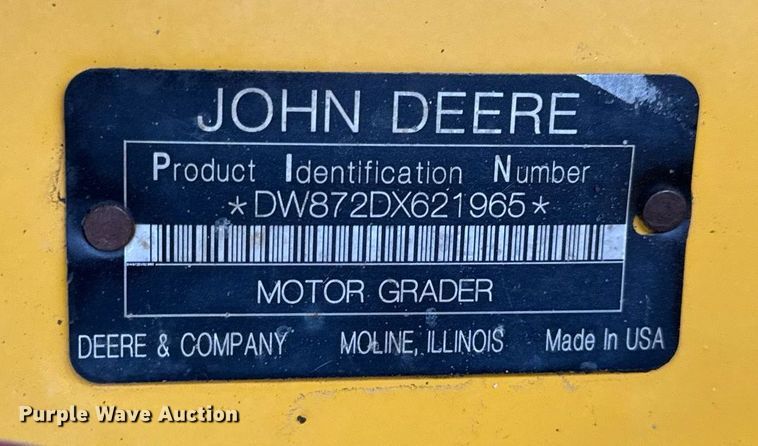 JOHN DEERE
Product Identification Number
*DW872DX621965*
MOTOR GRADER
DEERE & COMPANY MOLINE, ILLINOIS Made In USA
Purple Wave Auction